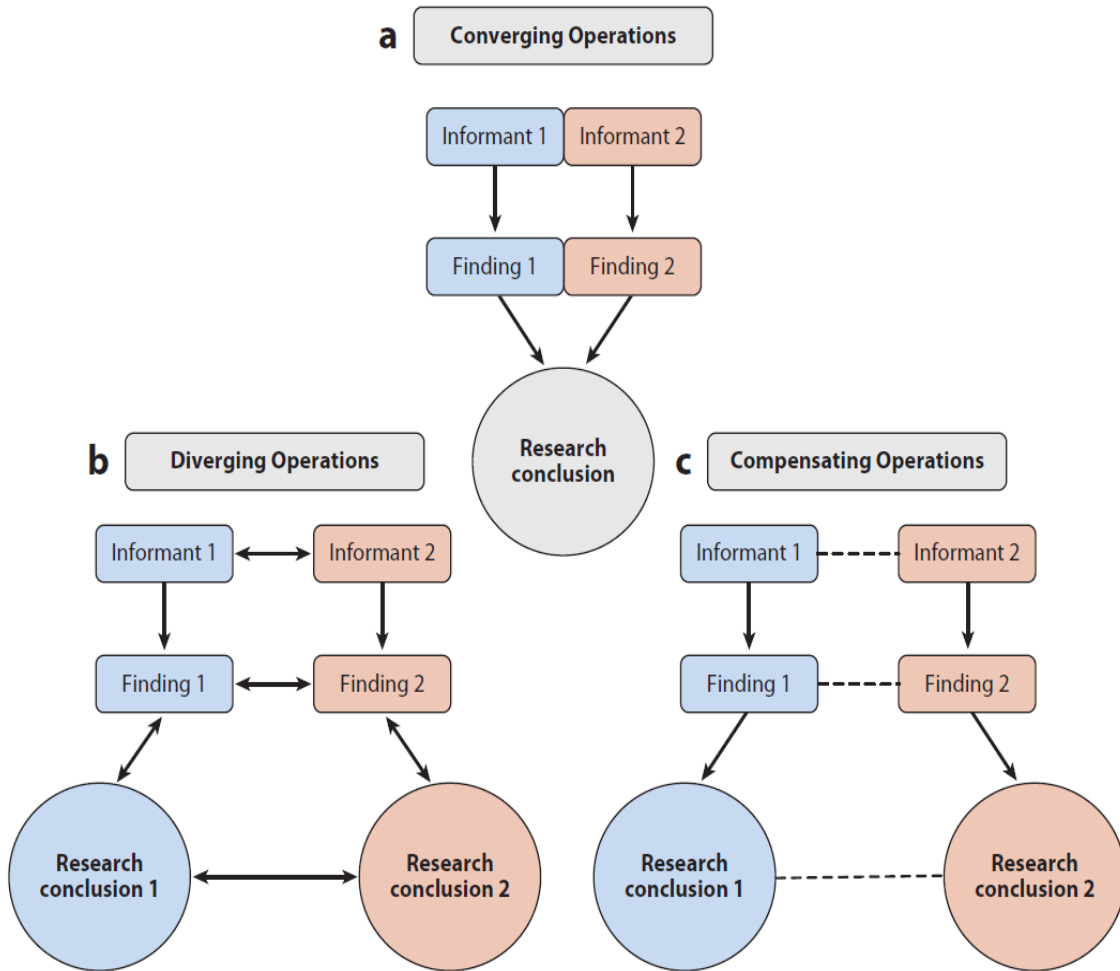 a
Converging Operations
Informant 1
Informant 2
Finding 1
Finding 2
Research
conclusion
b
Diverging Operations
Informant 1
Informant 2
Finding 1
Finding 2
Research
conclusion 1
Research
conclusion 2
c
Compensating Operations
Informant 1
Informant 2
Finding 1
Finding 2
Research
conclusion 1
Research
conclusion 2